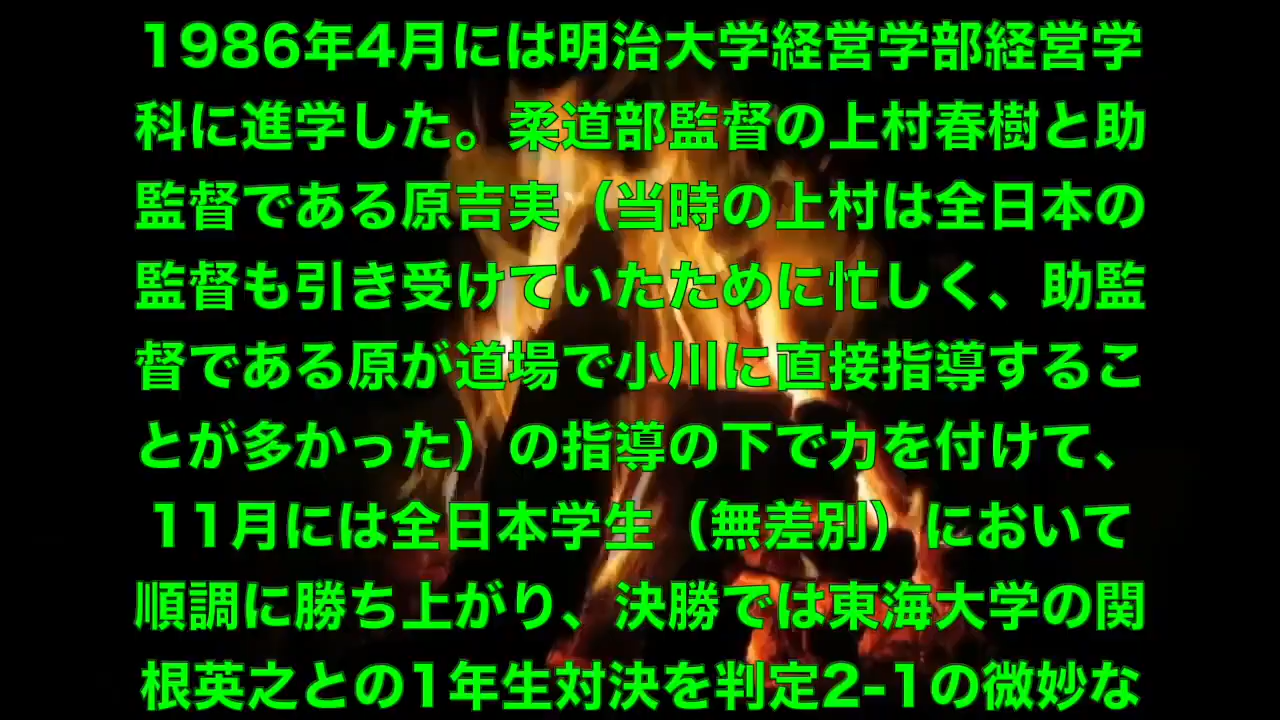 1986年4月には明治大学経営学部経営学
科に進学した。柔道部監督の上村春樹と助
監督である原吉実（当時の上村は全日本の
監督も引き受けていたために忙しく、助監
督である原が道場で小川に直接指導するこ
とが多かった）の指導の下で力を付けて、
11月には全日本学生（無差別）において
順調に勝ち上がり、決勝では東海大学の関
根英之との1年生対決を判定2-1の微妙な